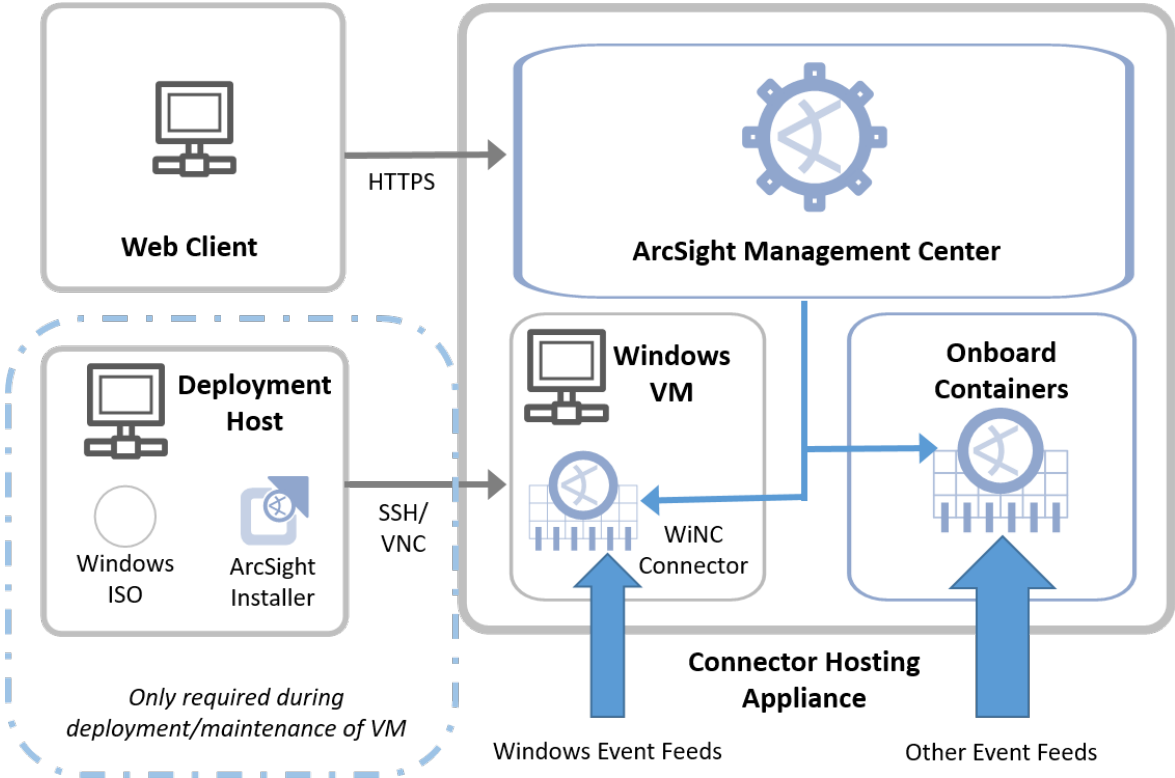 Web Client
HTTPS
ArcSight Management Center
Deployment
Host
Windows
ISO
ArcSight
Installer
SSH/
VNC
Only required during
deployment/maintenance of VM
Windows
VM
WiNC
Connector
Onboard
Containers
Connector Hosting
Appliance
Windows Event Feeds
Other Event Feeds